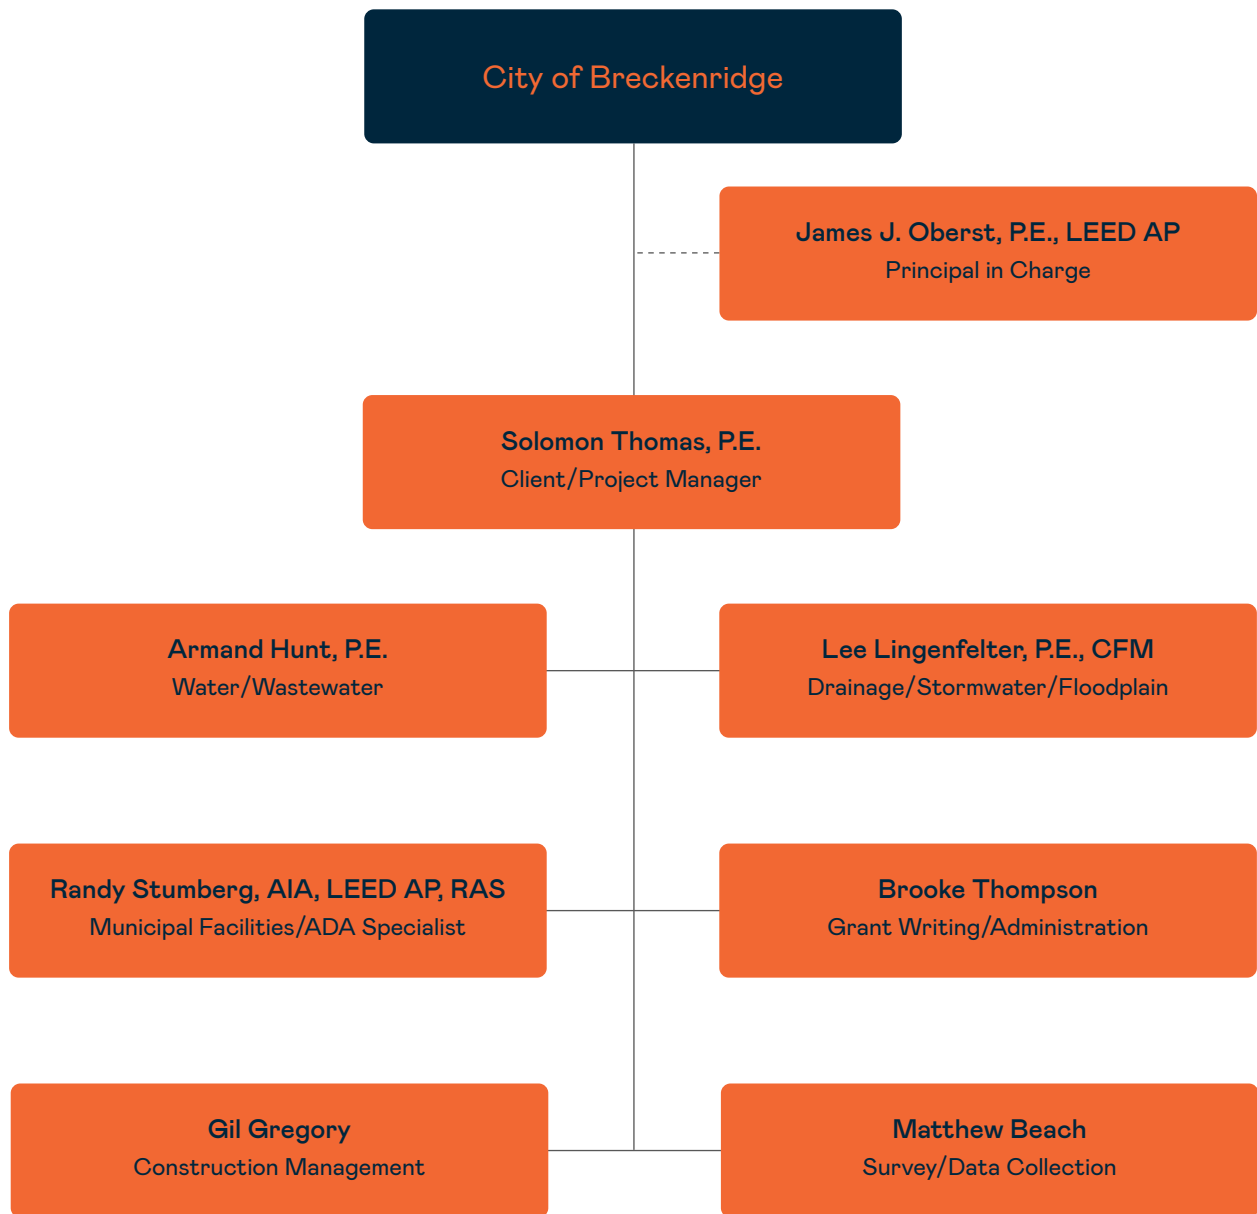 City of Breckenridge
James J. Oberst, P.E., LEED AP
Principal in Charge
Solomon Thomas, P.E.
Client/Project Manager
Armand Hunt, P.E.
Water/Wastewater
Lee Lingenfelter, P.E., CFM
Drainage/Stormwater/Floodplain
Randy Stumberg, AIA, LEED AP, RAS
Municipal Facilities/ADA Specialist
Brooke Thompson
Grant Writing/Administration
Gil Gregory
Construction Management
Matthew Beach
Survey/Data Collection